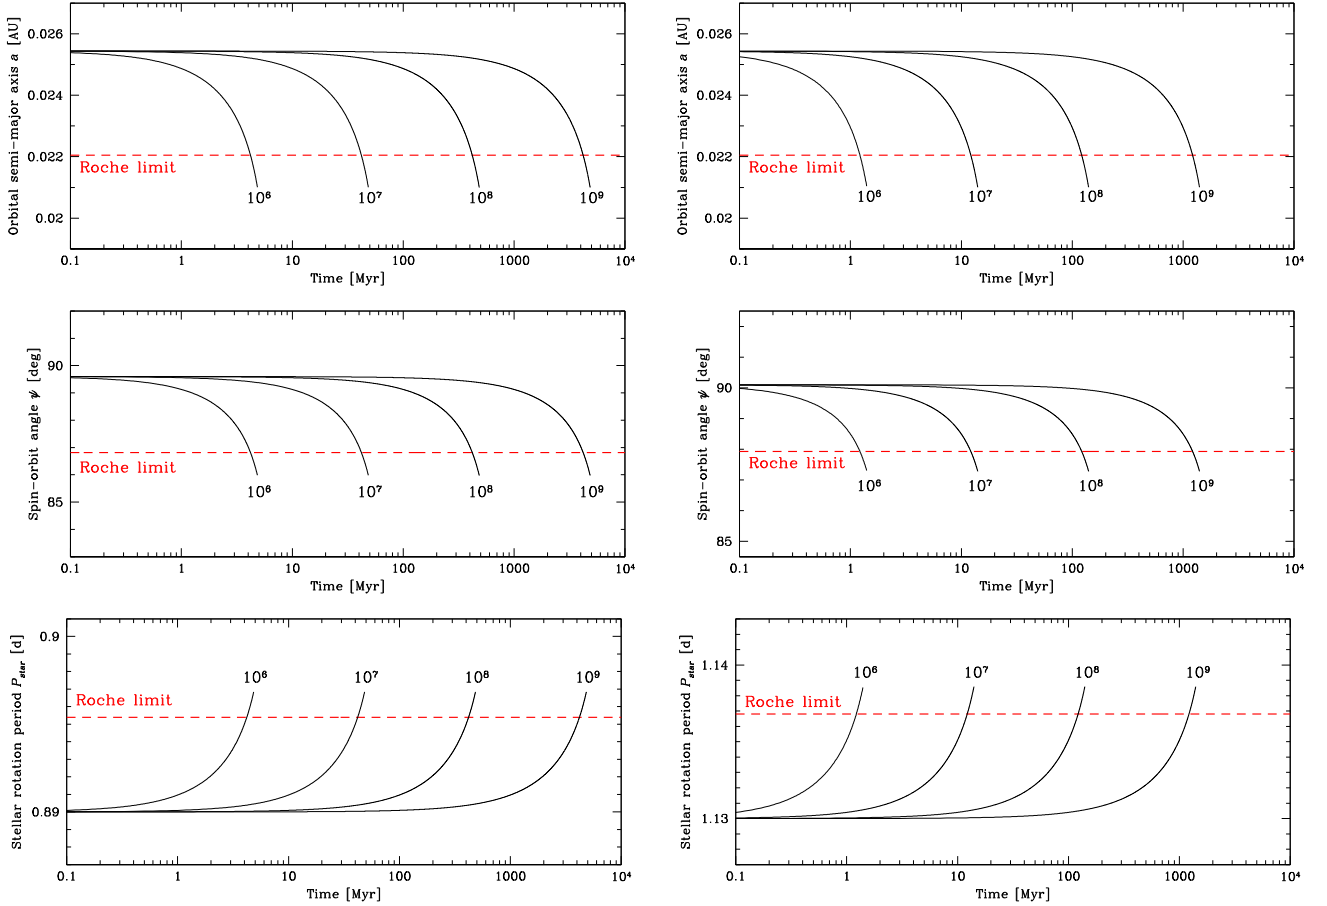 Orbital semi-major axis a [AU]
0.026
0.024
0.022
0.02
Roche limit
10⁶ 10⁷ 10⁸ 10⁹
0.1 1 10 100 1000 10⁴
Time [Myr]
Orbital semi-major axis a [AU]
0.026
0.024
0.022
0.02
Roche limit
10⁶ 10⁷ 10⁸ 10⁹
0.1 1 10 100 1000 10⁴
Time [Myr]
Spin-orbit angle ψ [deg]
90
85
Roche limit
10⁶ 10⁷ 10⁸ 10⁹
0.1 1 10 100 1000 10⁴
Time [Myr]
Spin-orbit angle ψ [deg]
90
85
Roche limit
10⁶ 10⁷ 10⁸ 10⁹
0.1 1 10 100 1000 10⁴
Time [Myr]
Stellar rotation period P_star [d]
0.9
0.89
10⁶ 10⁷ 10⁸ 10⁹
Roche limit
0.1 1 10 100 1000 10⁴
Time [Myr]
Stellar rotation period P_star [d]
1.14
1.13
10⁶ 10⁷ 10⁸ 10⁹
Roche limit
0.1 1 10 100 1000 10⁴
Time [Myr]